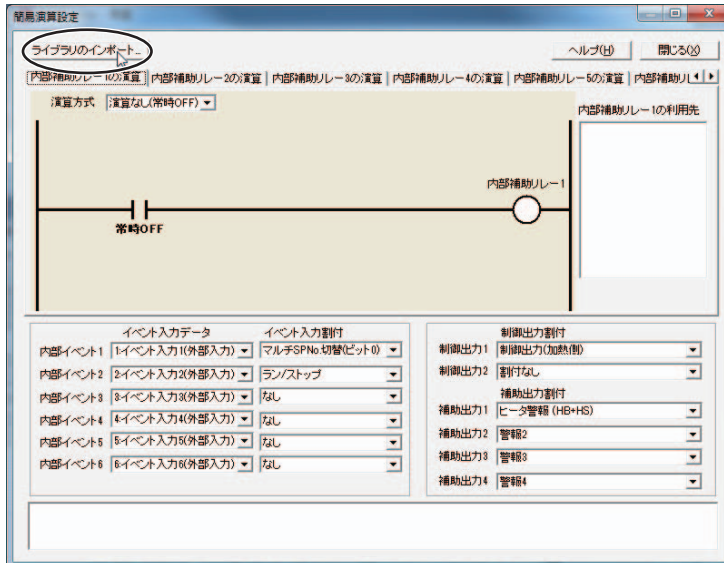 簡易演算設定
ライブラリのインポート...
ヘルプ(H) 閉じる(X)
内部補助リレー1の演算 内部補助リレー2の演算 内部補助リレー3の演算 内部補助リレー4の演算 内部補助リレー5の演算 内部補助リ
演算方式 演算なし(常時OFF)
内部補助リレー1の利用先
内部補助リレー1
常時OFF
イベント入力データ イベント入力割付
内部イベント1 1:イベント入力1(外部入力) マルチSPNo.切替(ビット0)
内部イベント2 2:イベント入力2(外部入力) ラン/ストップ
内部イベント3 3:イベント入力3(外部入力) なし
内部イベント4 4:イベント入力4(外部入力) なし
内部イベント5 5:イベント入力5(外部入力) なし
内部イベント6 6:イベント入力6(外部入力) なし
制御出力割付
制御出力1 制御出力(加熱側)
制御出力2 割付なし
補助出力割付
補助出力1 ヒータ警報 (HB+HS)
補助出力2 警報2
補助出力3 警報3
補助出力4 警報4